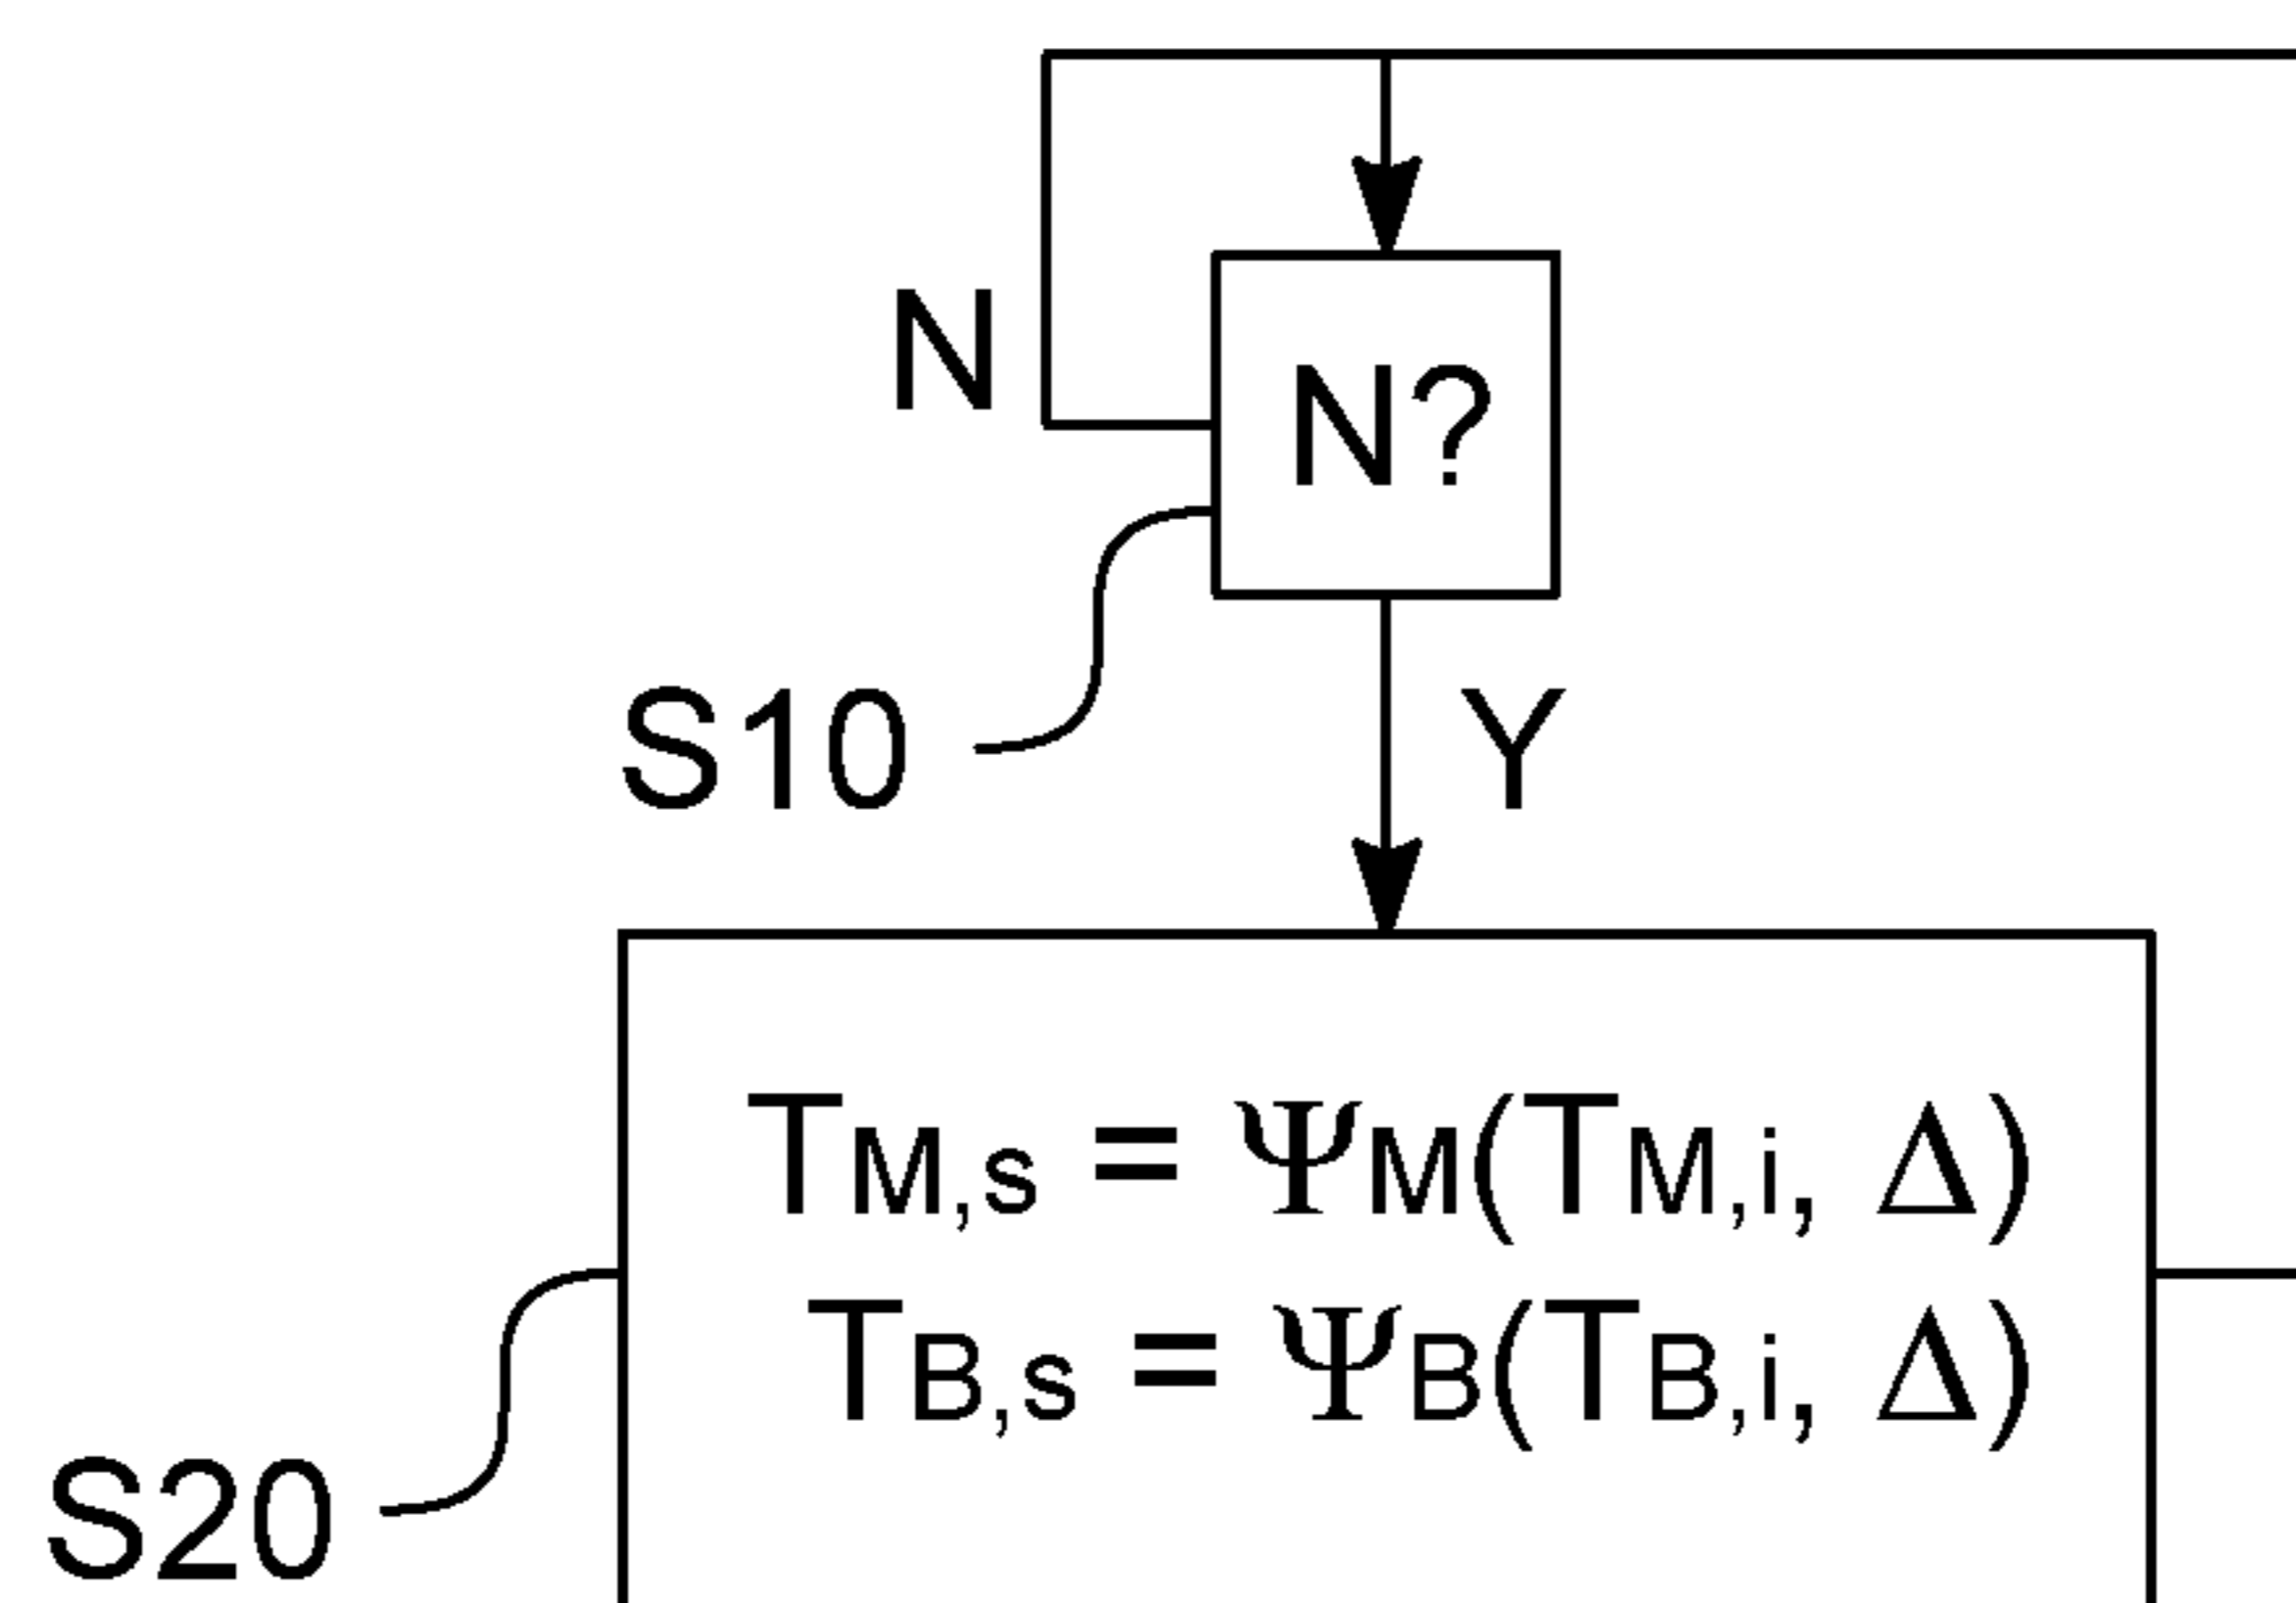 N
N?
S10
Y
TM,s = ΨM(TM,i, Δ)
TB,s = ΨB(TB,i, Δ)
S20